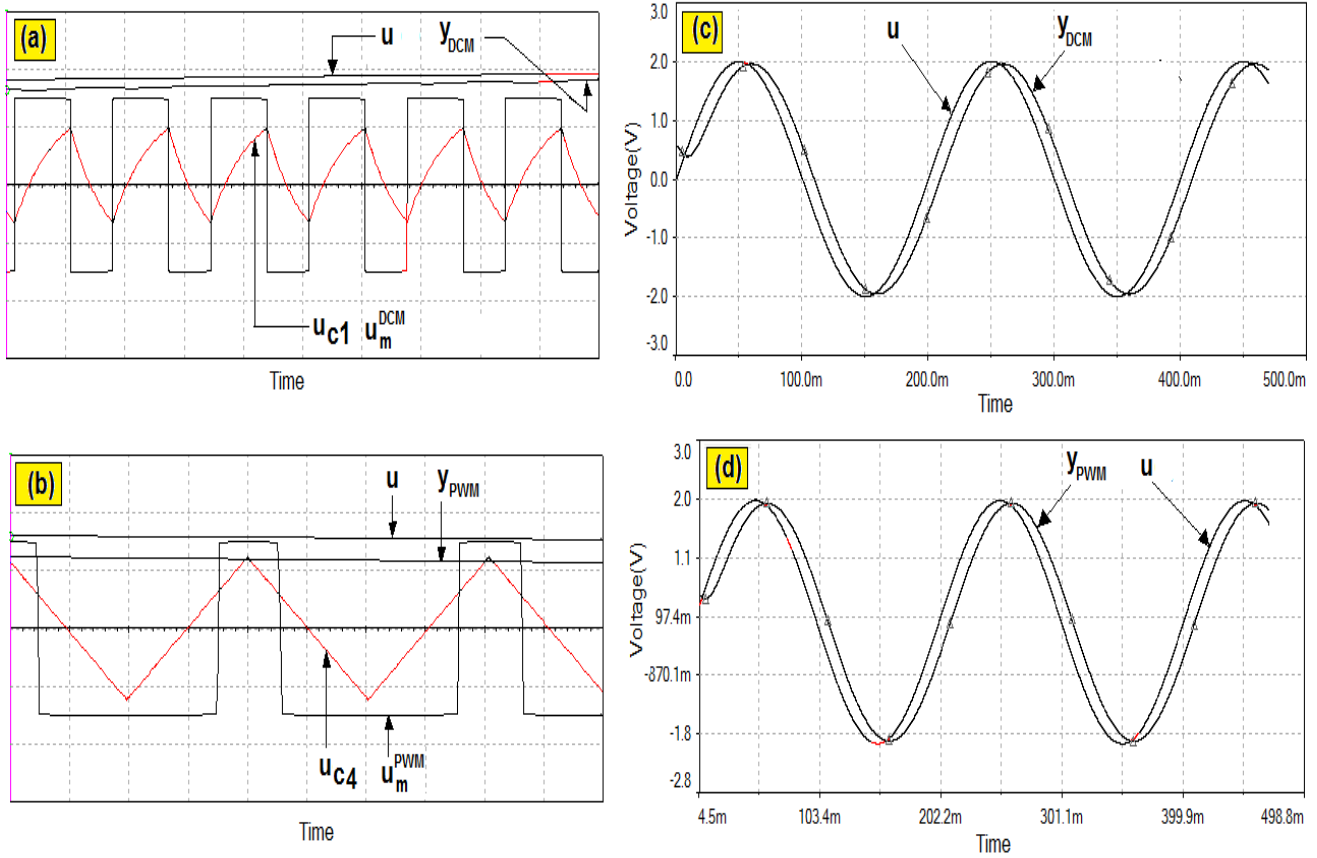 (a)
u
yDCM
uc1 umDCM
Time
(c)
u
yDCM
Voltage(V)
3.0
2.0
1.0
0.0
-1.0
-2.0
-3.0
0.0 100.0m 200.0m 300.0m 400.0m 500.0m
Time
(b)
u
yPWM
uc4
umPWM
Time
(d)
yPWM
u
Voltage(V)
3.0
2.0
1.1
97.4m
-870.1m
-1.8
-2.8
4.5m 103.4m 202.2m 301.1m 399.9m 498.8m
Time